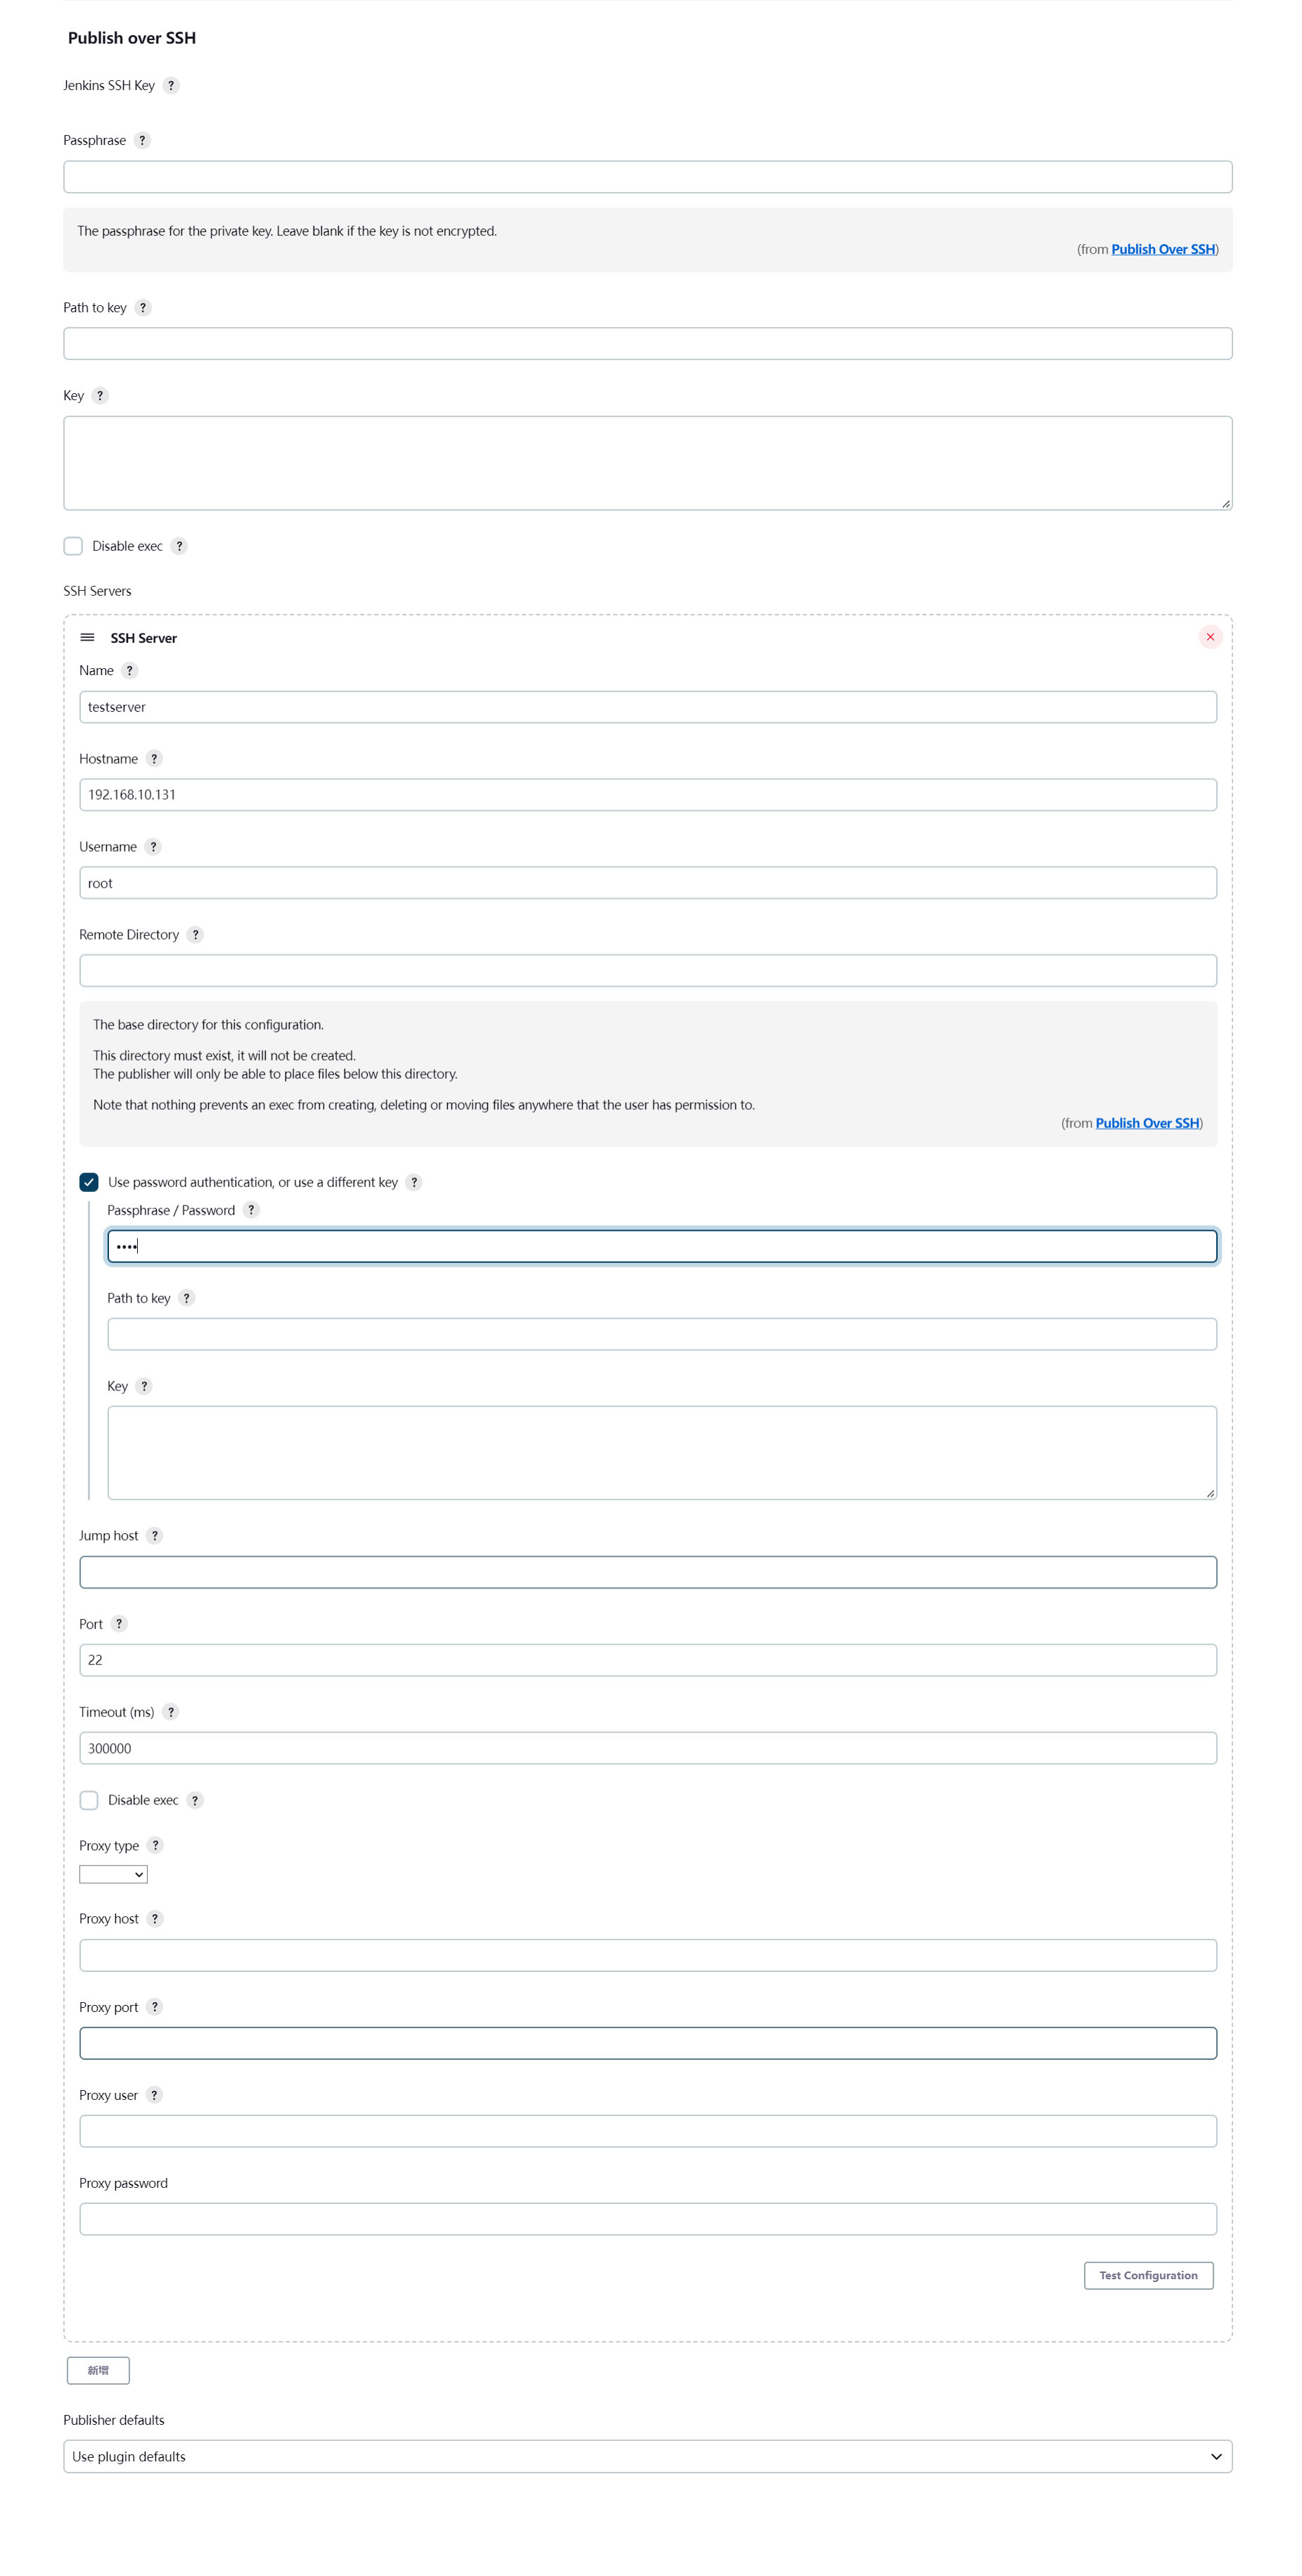 Publish over SSH
Jenkins SSH Key ?
Passphrase ?
The passphrase for the private key. Leave blank if the key is not encrypted.
(from Publish Over SSH)
Path to key ?
Key ?
Disable exec ?
SSH Servers
SSH Server
Name ?
testserver
Hostname ?
192.168.10.131
Username ?
root
Remote Directory ?
The base directory for this configuration.
This directory must exist, it will not be created.
The publisher will only be able to place files below this directory.
Note that nothing prevents an exec from creating, deleting or moving files anywhere that the user has permission to.
(from Publish Over SSH)
Use password authentication, or use a different key ?
Passphrase / Password ?
••••
Path to key ?
Key ?
Jump host ?
Port ?
22
Timeout (ms) ?
300000
Disable exec ?
Proxy type ?
Proxy host ?
Proxy port ?
Proxy user ?
Proxy password
Test Configuration
新增
Publisher defaults
Use plugin defaults